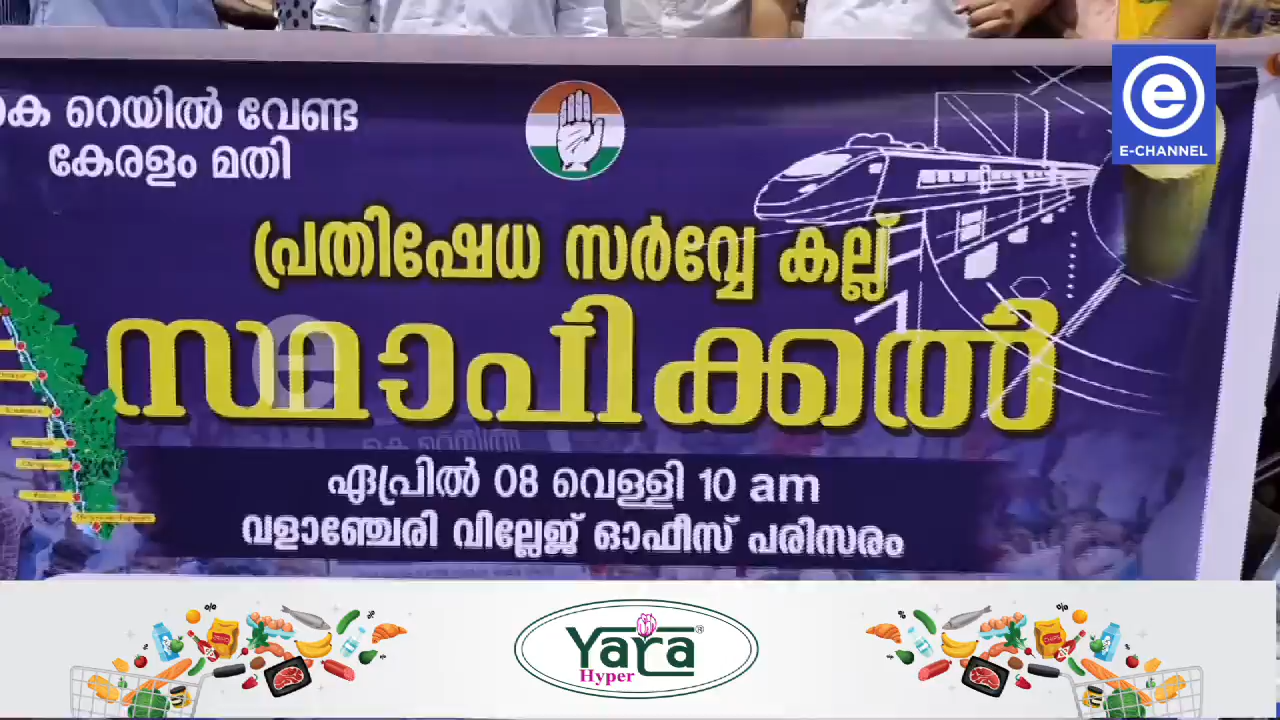 കെ റെയിൽ വേണ്ട
കേരളം മതി
e
E-CHANNEL
പ്രതിഷേധ സർവ്വേ കല്ല്
സ്ഥാപിക്കൽ
കെ റെയിൽ
ഏപ്രിൽ 08 വെള്ളി 10 am
വളാഞ്ചേരി വില്ലേജ് ഓഫീസ് പരിസരം
Yara®
Hyper